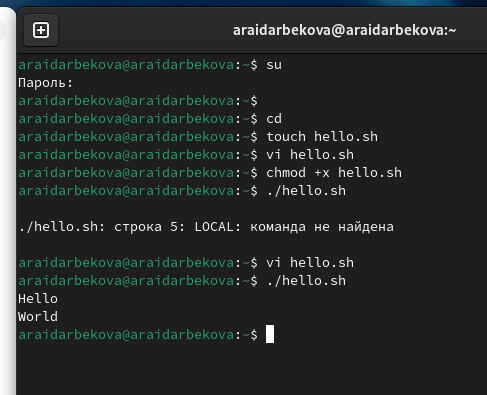 araidarbekova@araidarbekova:~
araidarbekova@araidarbekova:~$ su
Пароль:
araidarbekova@araidarbekova:~$
araidarbekova@araidarbekova:~$ cd
araidarbekova@araidarbekova:~$ touch hello.sh
araidarbekova@araidarbekova:~$ vi hello.sh
araidarbekova@araidarbekova:~$ chmod +x hello.sh
araidarbekova@araidarbekova:~$ ./hello.sh
./hello.sh: строка 5: LOCAL: команда не найдена
araidarbekova@araidarbekova:~$ vi hello.sh
araidarbekova@araidarbekova:~$ ./hello.sh
Hello
World
araidarbekova@araidarbekova:~$